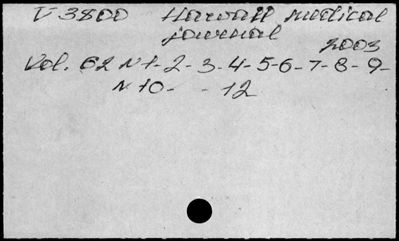 V 3800 Hawaii Medical
journal
2003
Vol. 62 N 1-2-3-4-5-6-7-8-9-
N 10- - 12